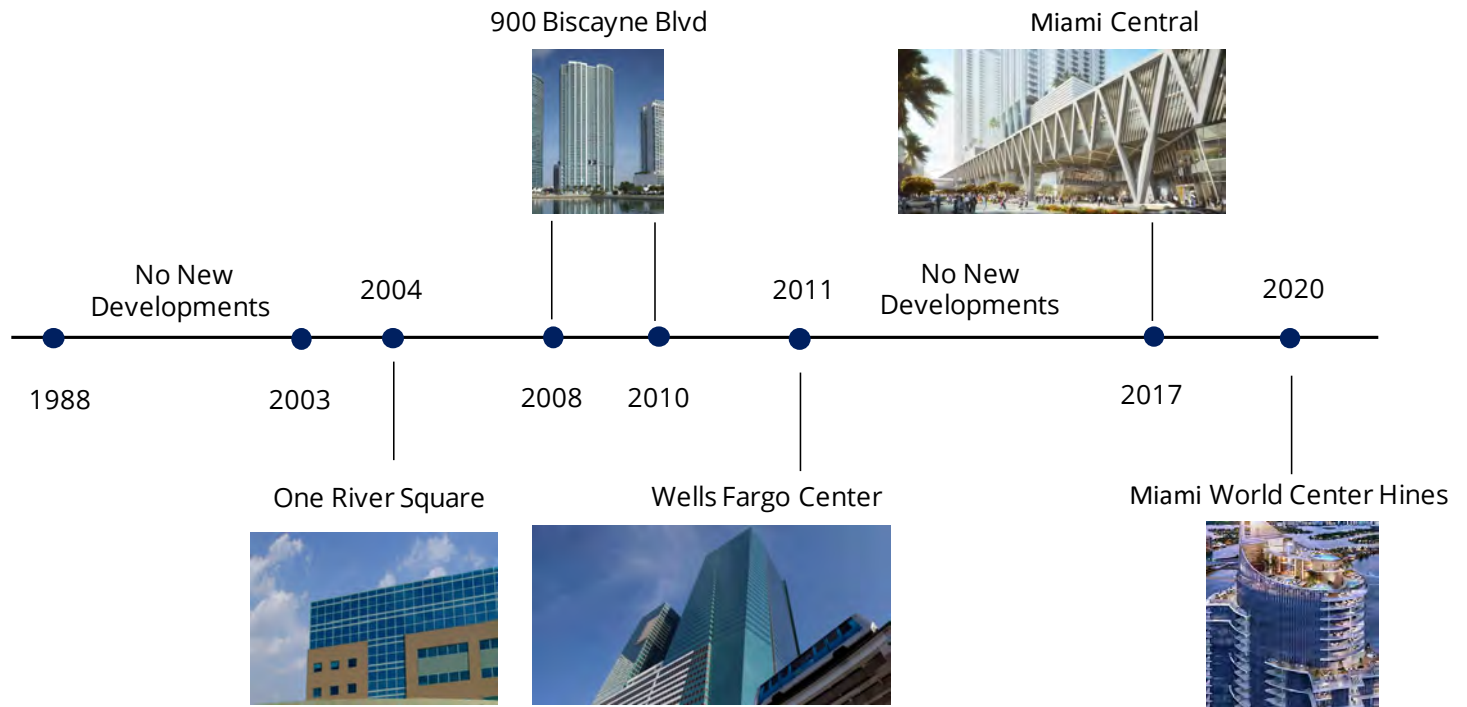 900 Biscayne Blvd
Miami Central
No New
Developments
2004
2011
No New
Developments
2020
1988
2003
2008
2010
2017
One River Square
Wells Fargo Center
Miami World Center Hines